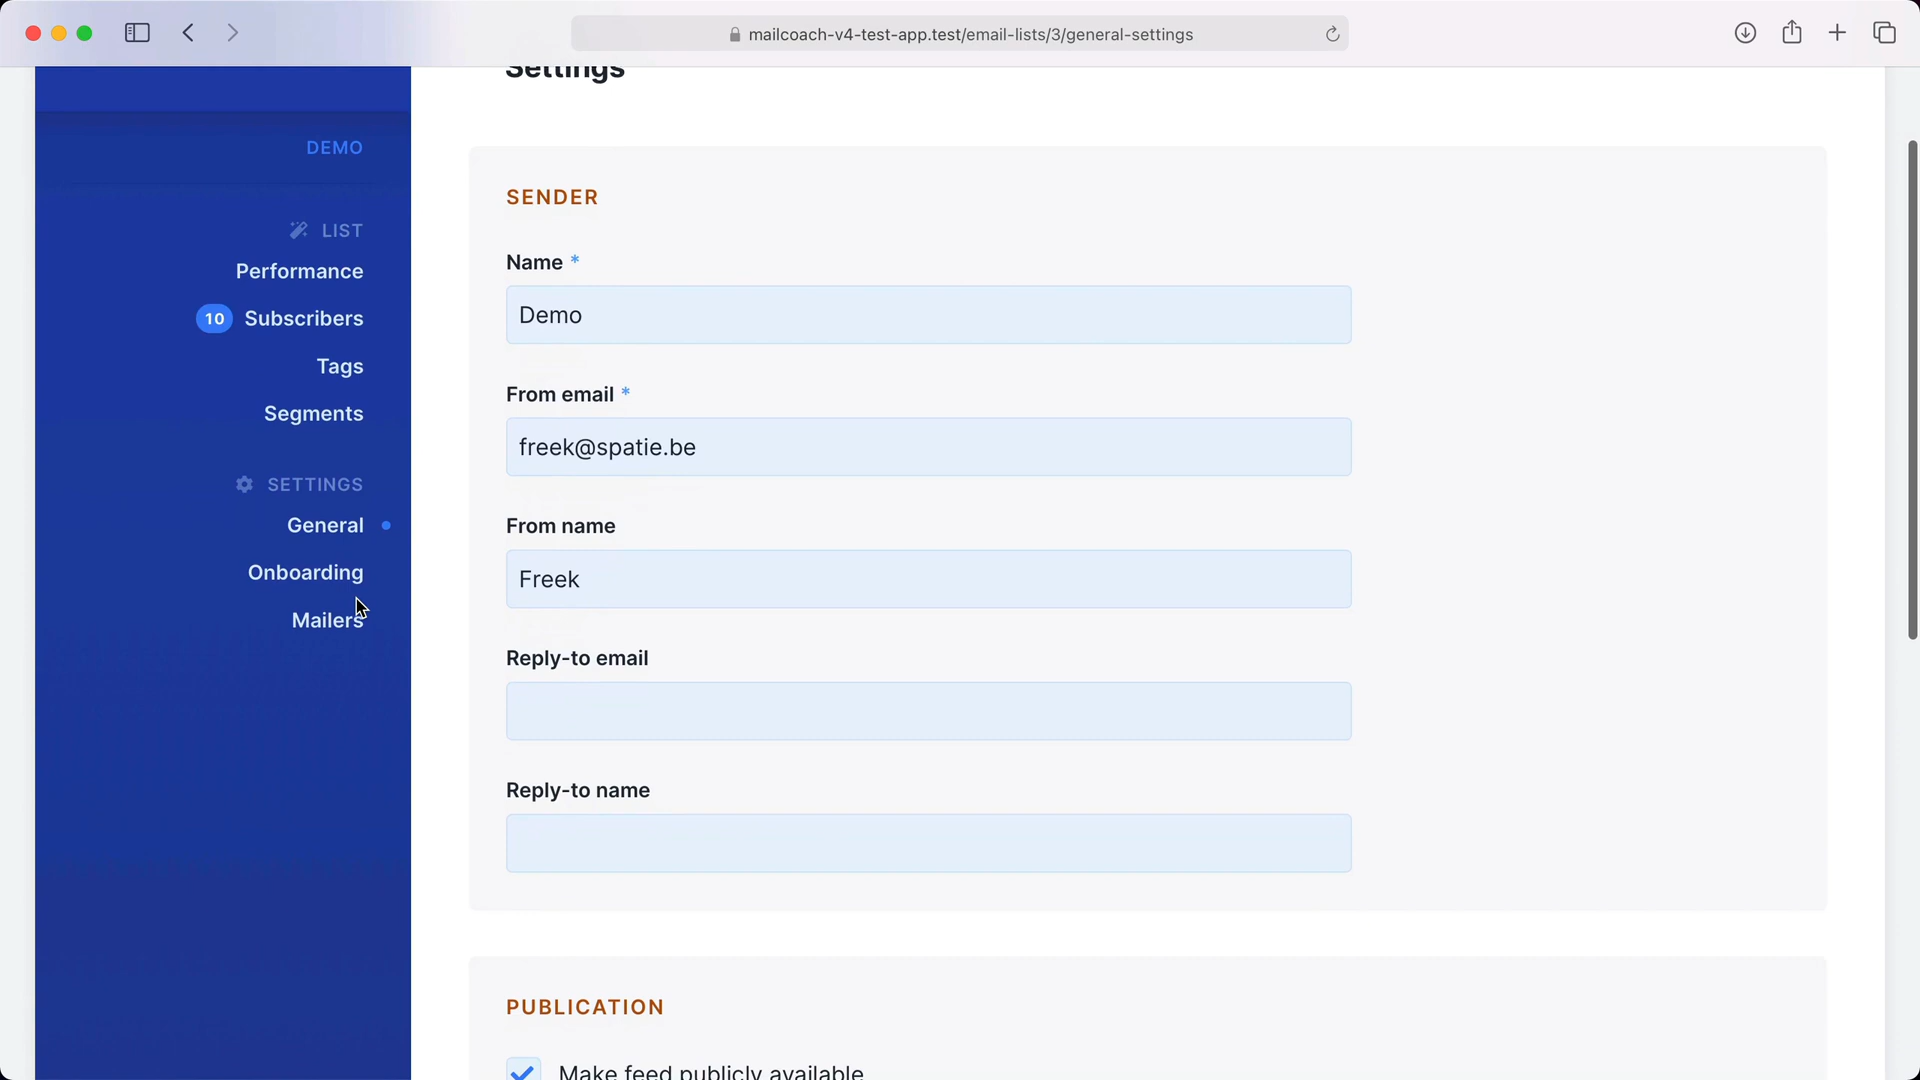 mailcoach-v4-test-app.test/email-lists/3/general-settings
DEMO
LIST
Performance
10 Subscribers
Tags
Segments
SETTINGS
General
Onboarding
Mailers
Settings
SENDER
Name *
Demo
From email *
freek@spatie.be
From name
Freek
Reply-to email
Reply-to name
PUBLICATION
Make feed publicly available